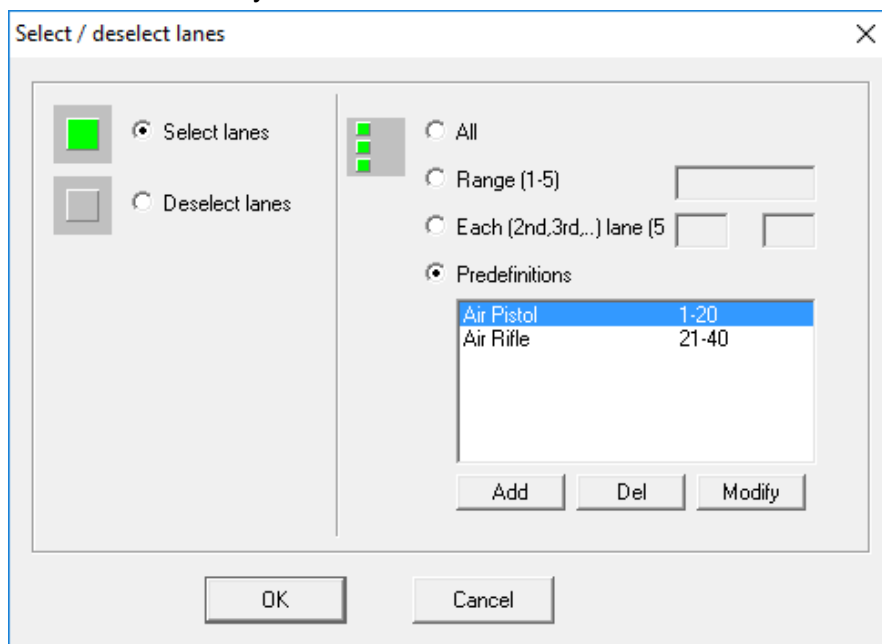 Select / deselect lanes
Select lanes
Deselect lanes
All
Range (1-5)
Each (2nd,3rd,..) lane (5
Predefinitions
Air Pistol 1-20
Air Rifle 21-40
Add Del Modify
OK Cancel